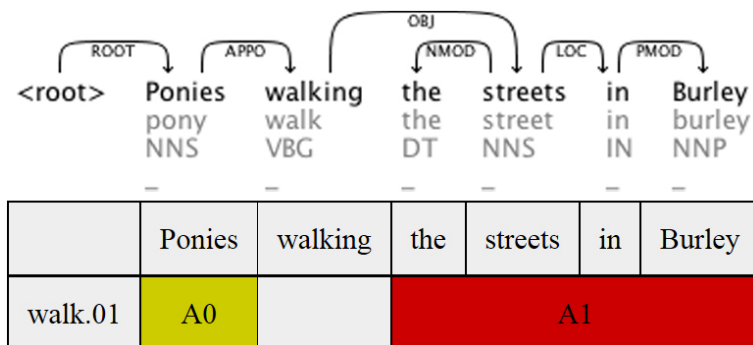 OBJ
ROOT APPO NMOD LOC PMOD
<root> Ponies walking the streets in Burley
pony walk the street in burley
NNS VBG DT NNS IN NNP
_ _ _ _ _ _
Ponies walking the streets in Burley
walk.01 A0 A1